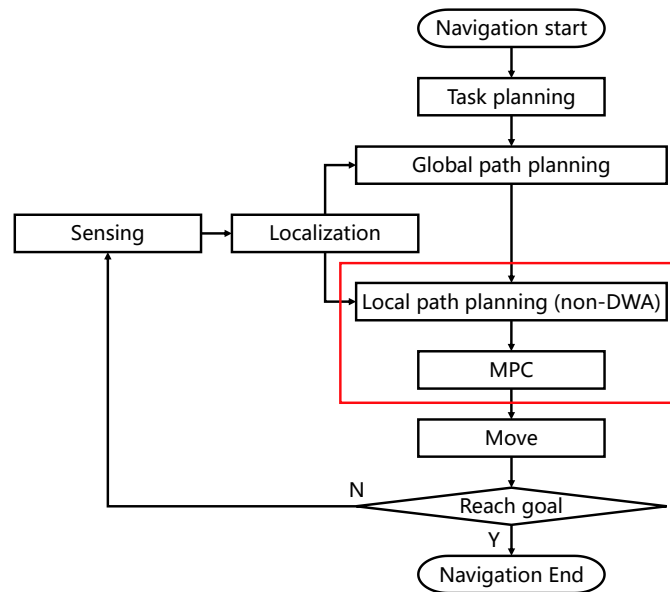 Navigation start
Task planning
Global path planning
Sensing
Localization
Local path planning (non-DWA)
MPC
Move
N
Reach goal
Y
Navigation End